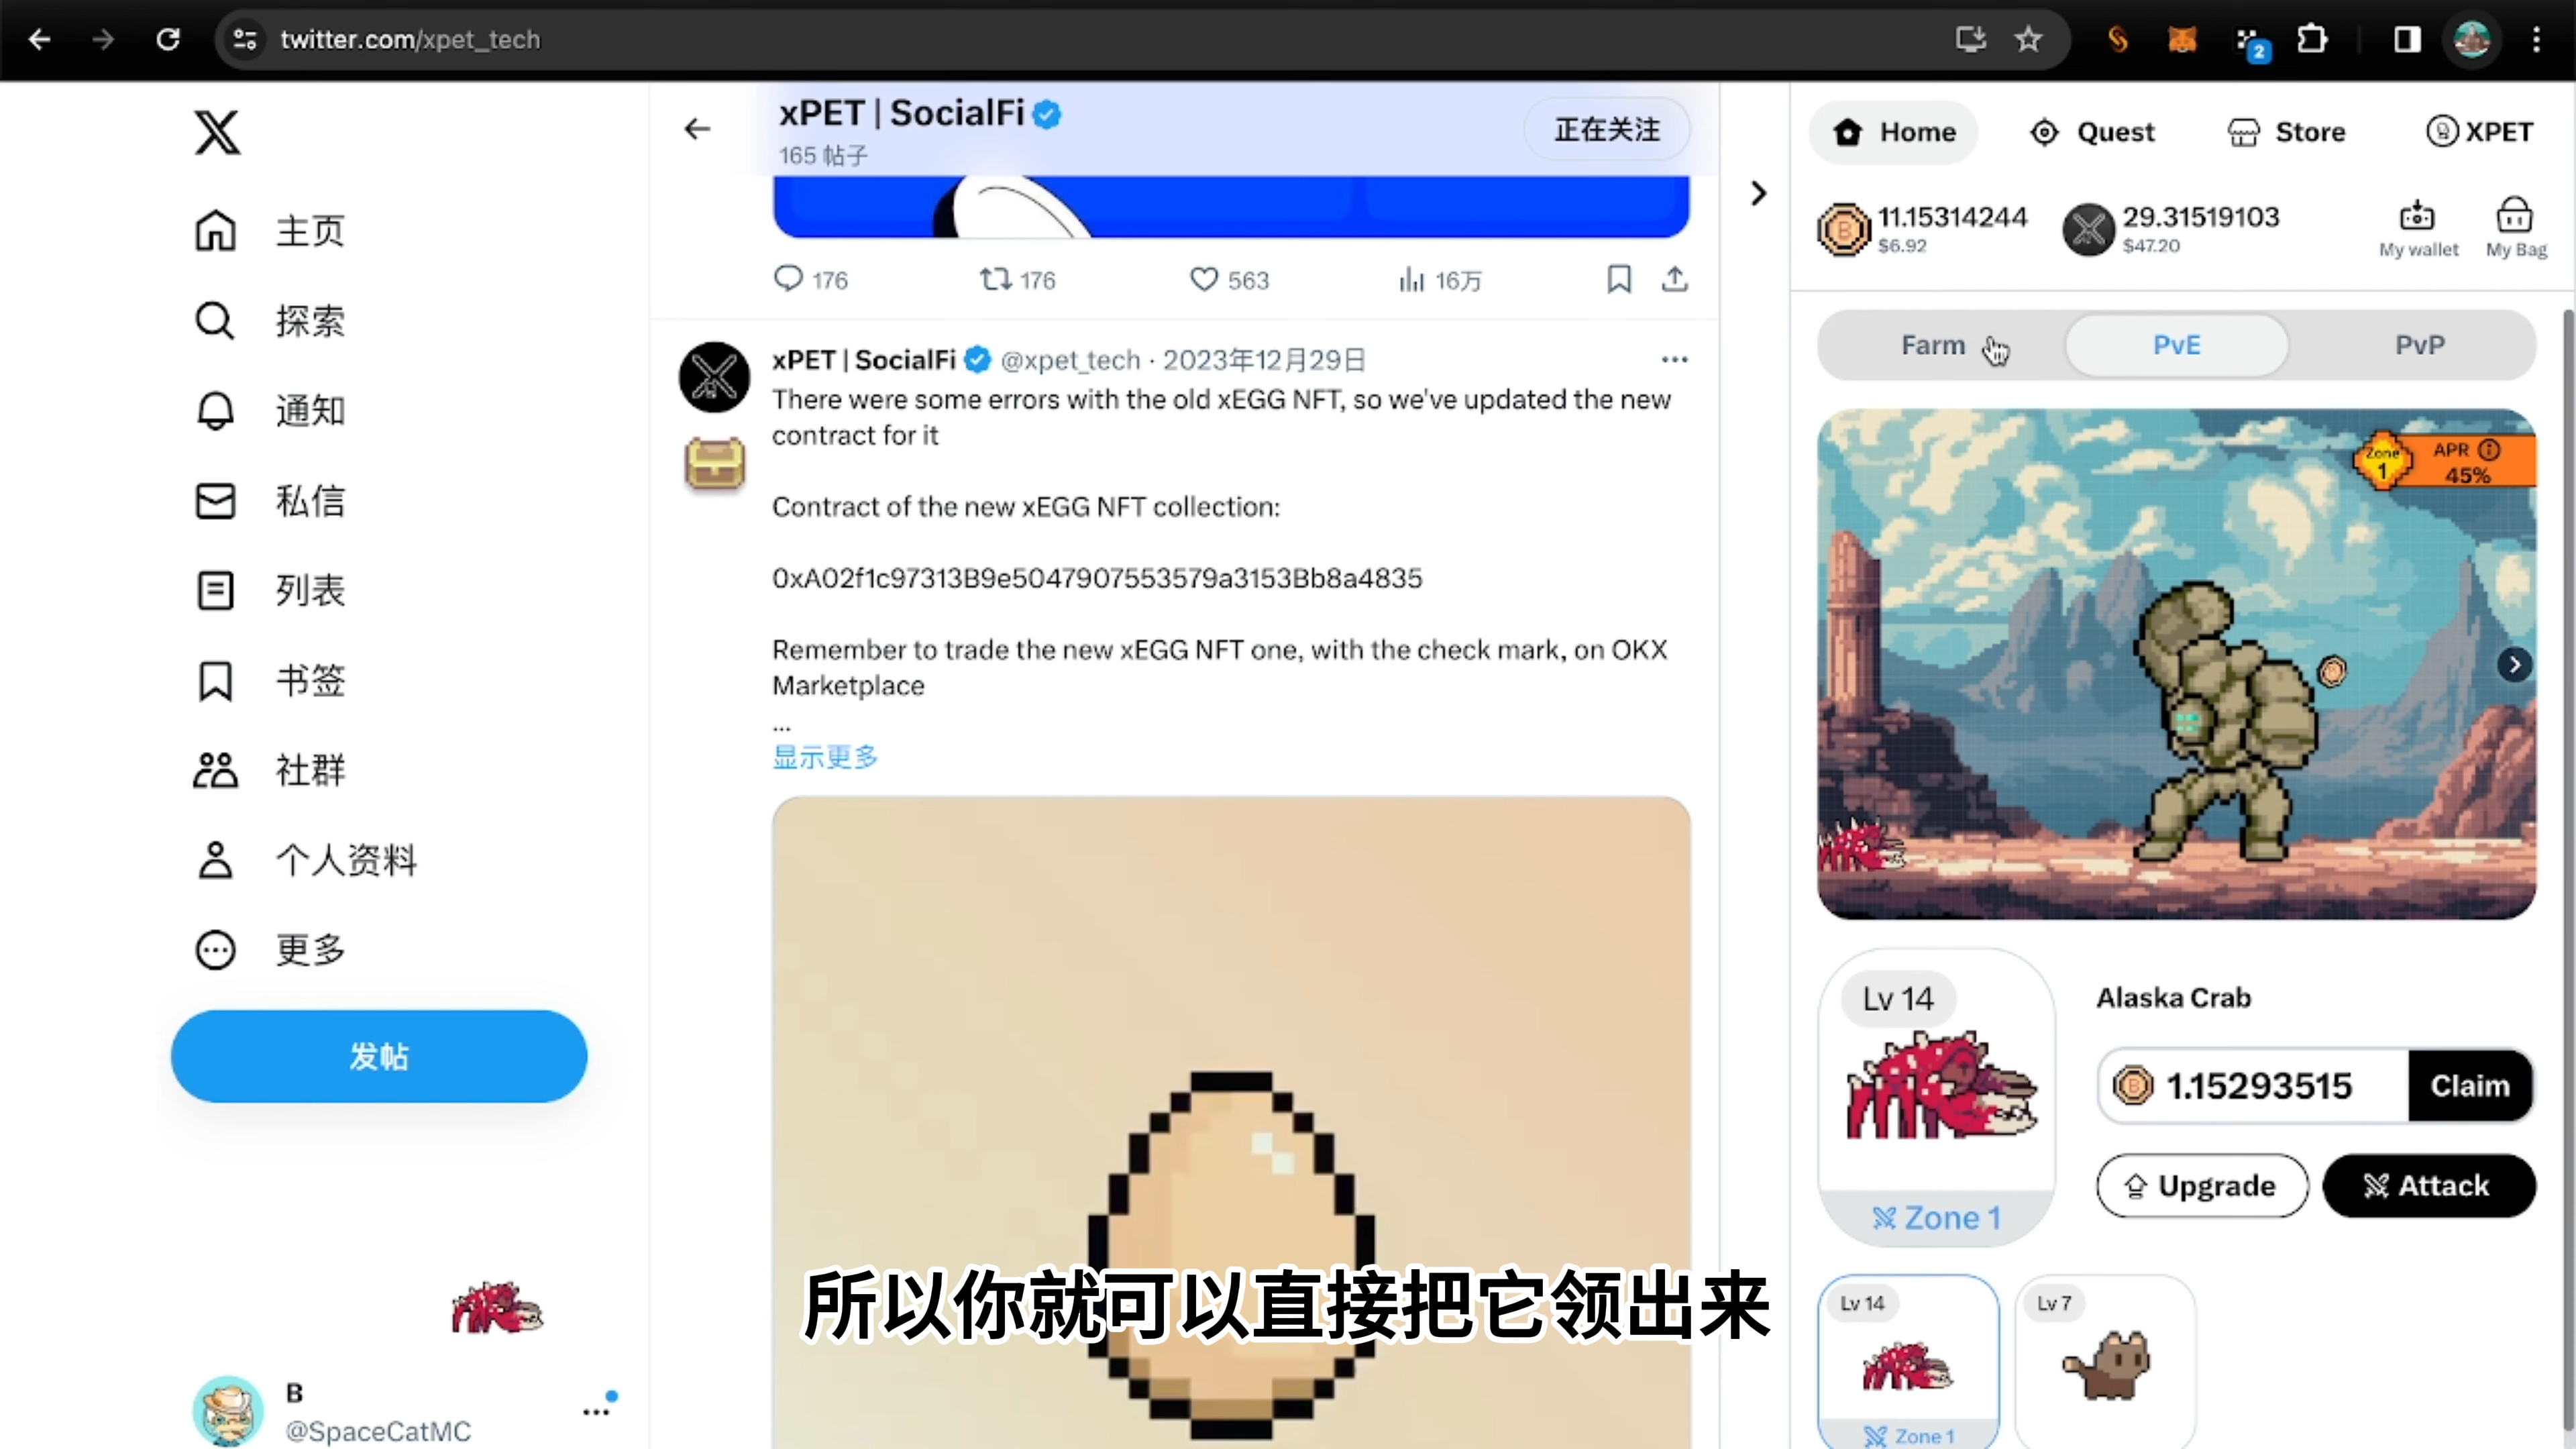 twitter.com/xpet_tech
2
主页
探索
通知
私信
列表
书签
社群
个人资料
更多
发帖
B
@SpaceCatMC
xPET | SocialFi
165 帖子
正在关注
176
176
563
16万
xPET | SocialFi @xpet_tech · 2023年12月29日
There were some errors with the old xEGG NFT, so we've updated the new
contract for it
Contract of the new xEGG NFT collection:
0xA02f1c97313B9e5047907553579a3153Bb8a4835
Remember to trade the new xEGG NFT one, with the check mark, on OKX
Marketplace
...
显示更多
所以你就可以直接把它领出来
Home
Quest
Store
XPET
11.15314244
$6.92
29.31519103
$47.20
My wallet
My Bag
Farm
PvE
PvP
Zone
1
APR
45%
Lv 14
Zone 1
Alaska Crab
1.15293515
Claim
Upgrade
Attack
Lv 14
Zone 1
Lv 7